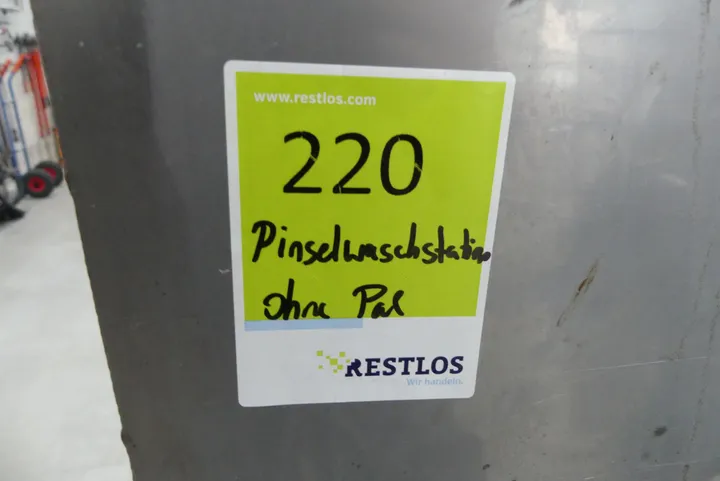 www.restlos.com
220
Pinselwaschstation
ohne Pal
RESTLOS
Wir handeln.